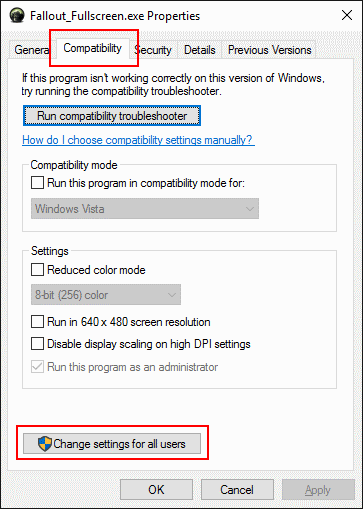 Fallout_Fullscreen.exe Properties
General Compatibility Security Details Previous Versions
If this program isn't working correctly on this version of Windows,
try running the compatibility troubleshooter.
Run compatibility troubleshooter
How do I choose compatibility settings manually?
Compatibility mode
Run this program in compatibility mode for:
Windows Vista
Settings
Reduced color mode
8-bit (256) color
Run in 640 x 480 screen resolution
Disable display scaling on high DPI settings
Run this program as an administrator
Change settings for all users
OK Cancel Apply